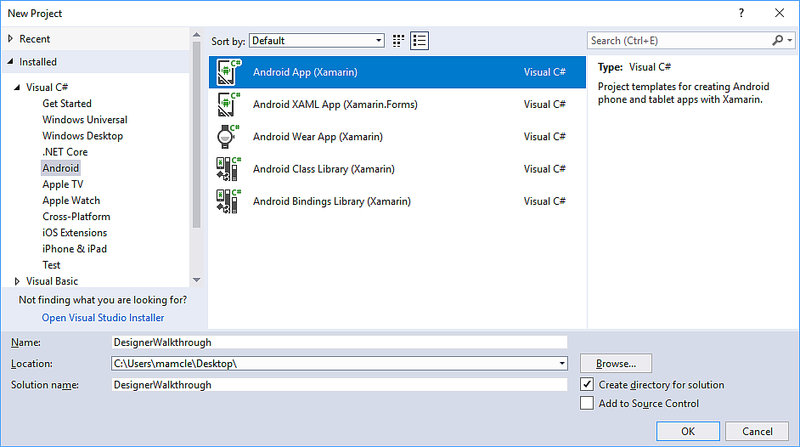 New Project
?
Recent
Installed
Visual C#
Get Started
Windows Universal
Windows Desktop
.NET Core
Android
Apple TV
Apple Watch
Cross-Platform
iOS Extensions
iPhone & iPad
Test
Visual Basic
Not finding what you are looking for?
Open Visual Studio Installer
Sort by: Default
C# Android App (Xamarin) Visual C#
C# Android XAML App (Xamarin.Forms) Visual C#
C# Android Wear App (Xamarin) Visual C#
C# Android Class Library (Xamarin) Visual C#
C# Android Bindings Library (Xamarin) Visual C#
Search (Ctrl+E)
Type: Visual C#
Project templates for creating Android
phone and tablet apps with Xamarin.
Name: DesignerWalkthrough
Location: C:\Users\mamcle\Desktop\
Browse...
Solution name: DesignerWalkthrough
Create directory for solution
Add to Source Control
OK Cancel